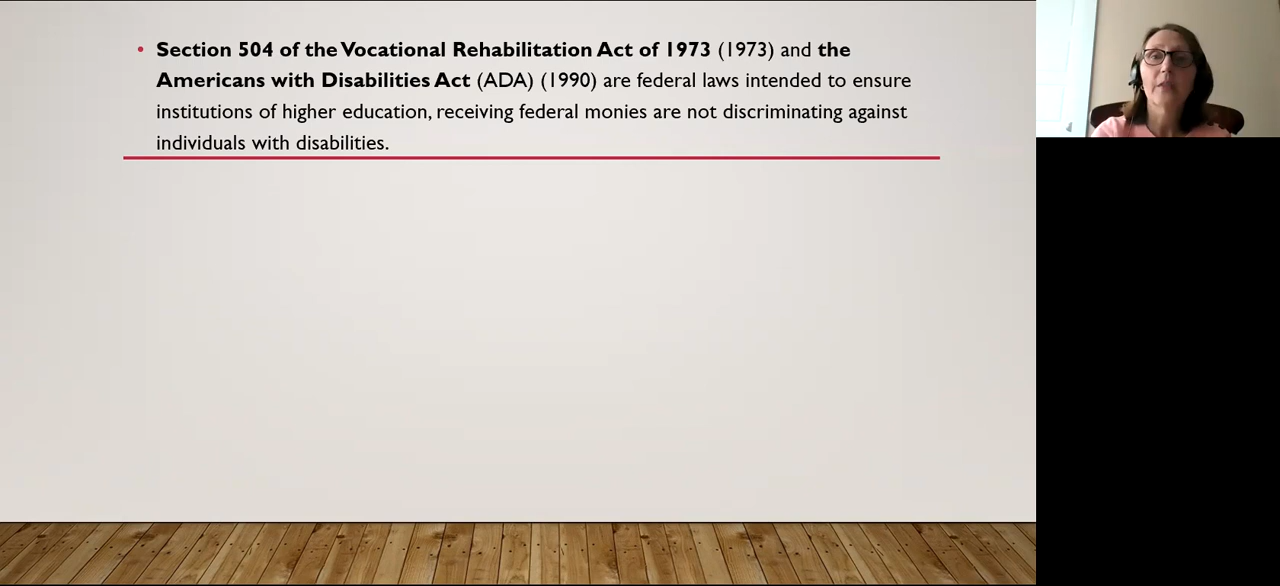 • Section 504 of the Vocational Rehabilitation Act of 1973 (1973) and the
Americans with Disabilities Act (ADA) (1990) are federal laws intended to ensure
institutions of higher education, receiving federal monies are not discriminating against
individuals with disabilities.